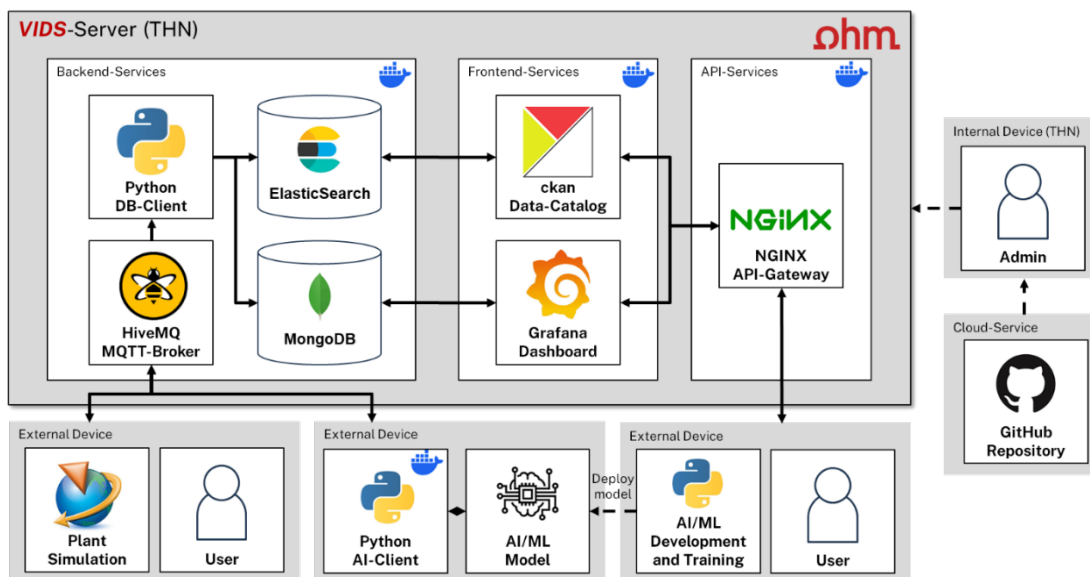 VIDS-Server (THN)
Ωhm
Backend-Services
Frontend-Services
API-Services
Python
DB-Client
ElasticSearch
ckan
Data-Catalog
NGINX
NGINX
API-Gateway
HiveMQ
MQTT-Broker
MongoDB
Grafana
Dashboard
Internal Device (THN)
Admin
Cloud-Service
GitHub
Repository
External Device
Plant
Simulation
User
External Device
Python
AI-Client
AI/ML
Model
Deploy
model
External Device
AI/ML
Development
and Training
User